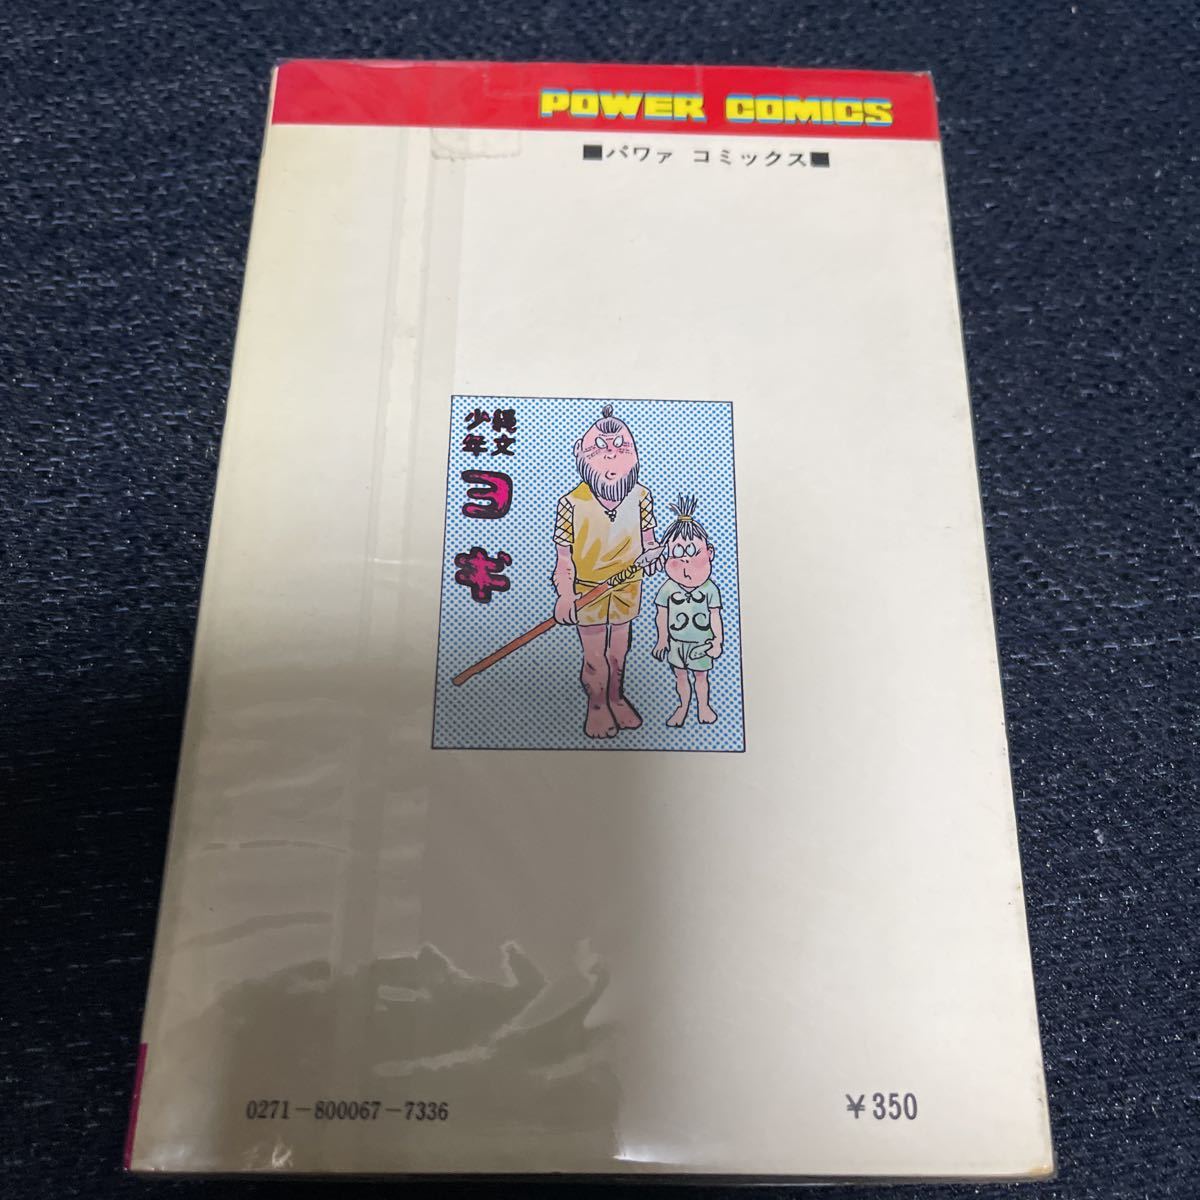 POWER COMICS
■パワァ コミックス■
縄文
少年
ヨギ
0271-800067-7336
¥350